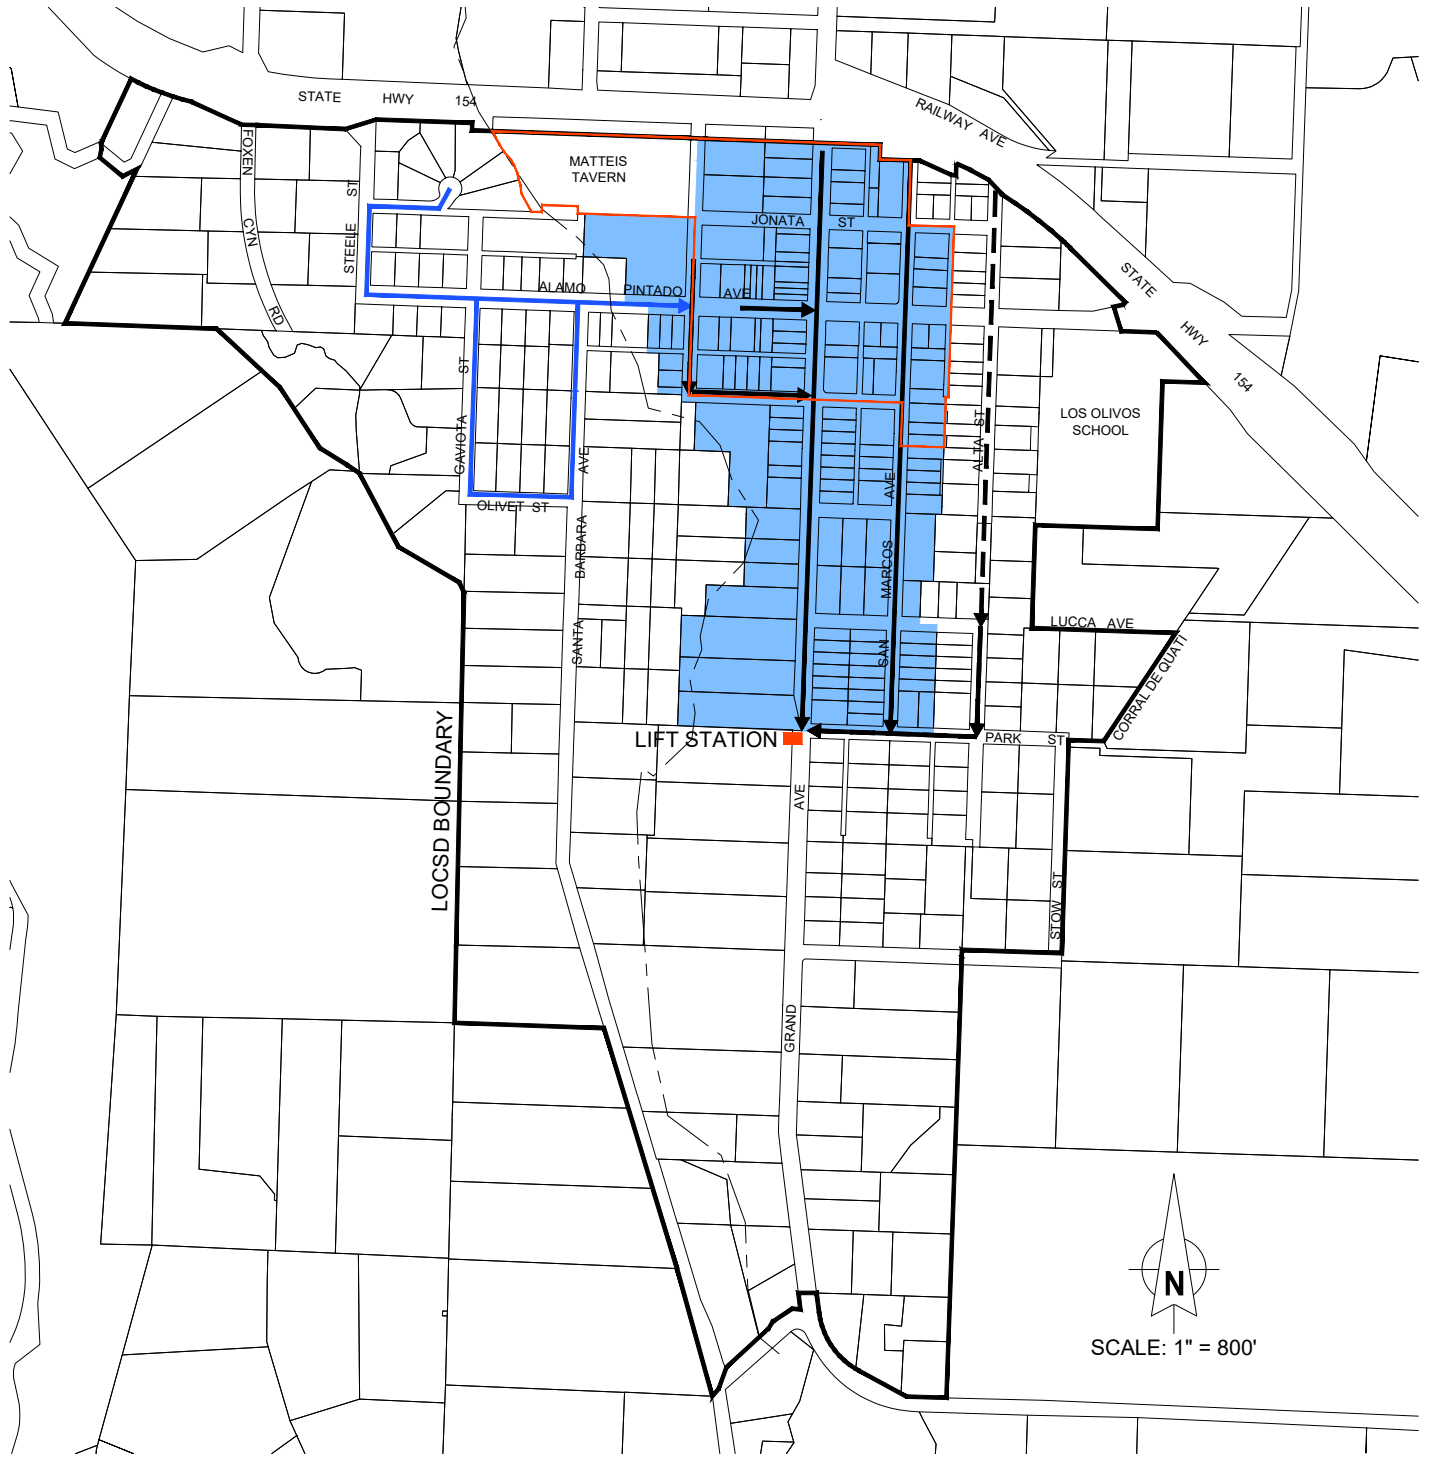 STATE HWY 154
RAILWAY AVE
FOXEN CYN RD
MATTEIS
TAVERN
STEELE ST
JONATA ST
ALAMO PINTADO AVE
STATE HWY 154
GAVIOTA ST
LOS OLIVOS
SCHOOL
ALTA ST
SANTA BARBARA AVE
SAN MARCOS AVE
OLIVET ST
LUCCA AVE
CORRAL DE QUATI
LIFT STATION
PARK ST
LOCSD BOUNDARY
GRAND AVE
STOW ST
N
SCALE: 1" = 800'